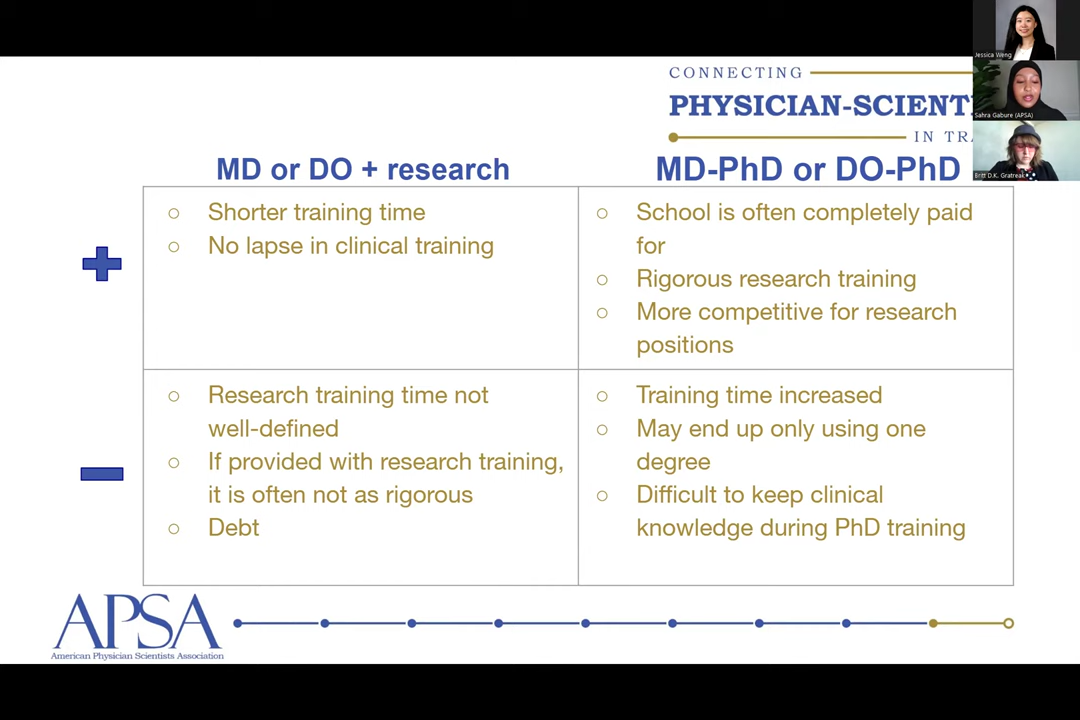 CONNECTING
PHYSICIAN-SCIENT
IN TRA
Jessica Weng
Sahra Gabure (APSA)
Britt D.K. Gratreak
MD or DO + research
MD-PhD or DO-PhD
○ Shorter training time
○ No lapse in clinical training
○ School is often completely paid
for
○ Rigorous research training
○ More competitive for research
positions
○ Research training time not
well-defined
○ If provided with research training,
it is often not as rigorous
○ Debt
○ Training time increased
○ May end up only using one
degree
○ Difficult to keep clinical
knowledge during PhD training
APSA
American Physician Scientists Association